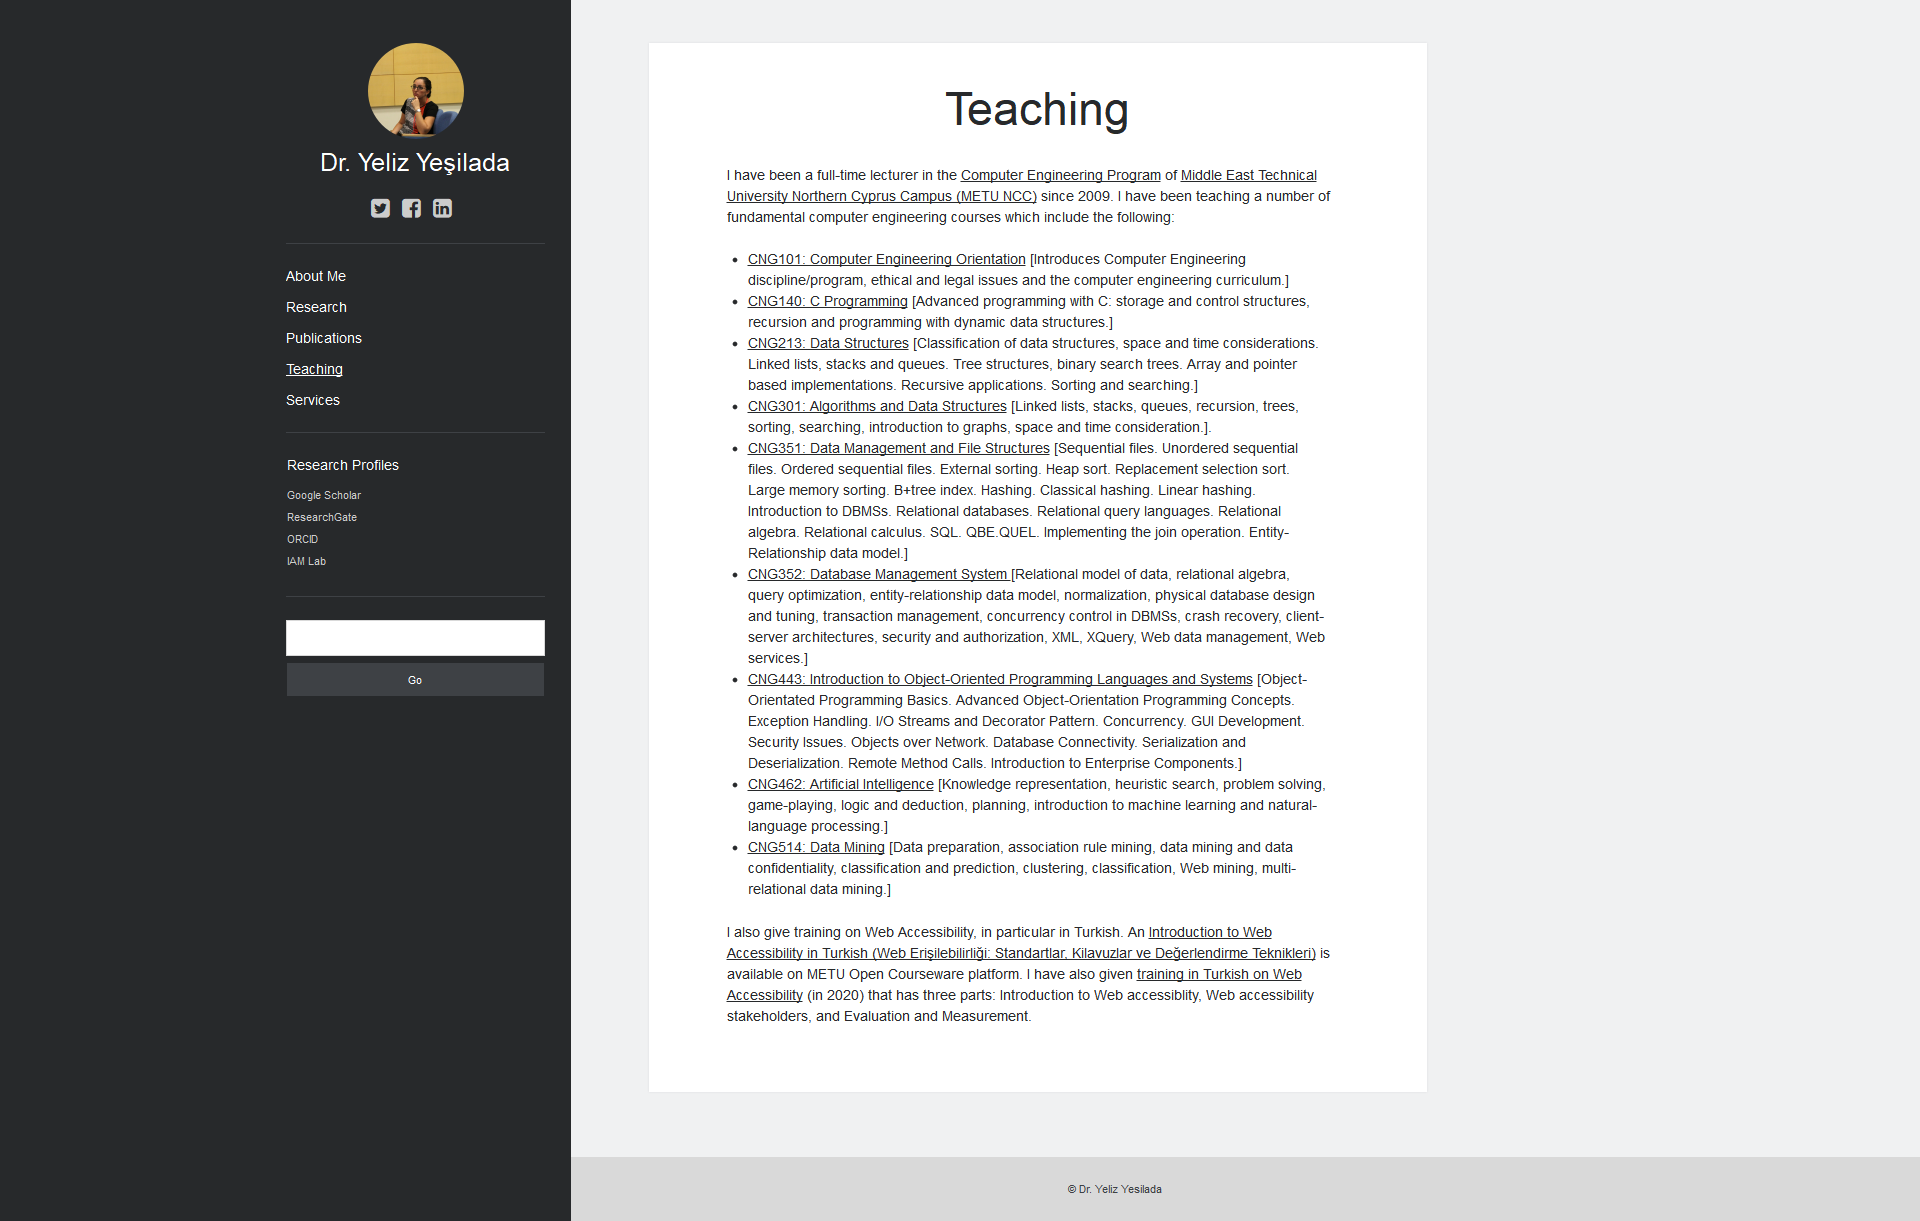 Dr. Yeliz Yeşilada
About Me
Research
Publications
Teaching
Services
Research Profiles
Google Scholar
ResearchGate
ORCID
IAM Lab
Go
Teaching
I have been a full-time lecturer in the Computer Engineering Program of Middle East Technical
University Northern Cyprus Campus (METU NCC) since 2009. I have been teaching a number of
fundamental computer engineering courses which include the following:
• CNG101: Computer Engineering Orientation [Introduces Computer Engineering
discipline/program, ethical and legal issues and the computer engineering curriculum.]
• CNG140: C Programming [Advanced programming with C: storage and control structures,
recursion and programming with dynamic data structures.]
• CNG213: Data Structures [Classification of data structures, space and time considerations.
Linked lists, stacks and queues. Tree structures, binary search trees. Array and pointer
based implementations. Recursive applications. Sorting and searching.]
• CNG301: Algorithms and Data Structures [Linked lists, stacks, queues, recursion, trees,
sorting, searching, introduction to graphs, space and time consideration.].
• CNG351: Data Management and File Structures [Sequential files. Unordered sequential
files. Ordered sequential files. External sorting. Heap sort. Replacement selection sort.
Large memory sorting. B+tree index. Hashing. Classical hashing. Linear hashing.
Introduction to DBMSs. Relational databases. Relational query languages. Relational
algebra. Relational calculus. SQL. QBE.QUEL. Implementing the join operation. Entity-
Relationship data model.]
• CNG352: Database Management System [Relational model of data, relational algebra,
query optimization, entity-relationship data model, normalization, physical database design
and tuning, transaction management, concurrency control in DBMSs, crash recovery, client-
server architectures, security and authorization, XML, XQuery, Web data management, Web
services.]
• CNG443: Introduction to Object-Oriented Programming Languages and Systems [Object-
Orientated Programming Basics. Advanced Object-Orientation Programming Concepts.
Exception Handling. I/O Streams and Decorator Pattern. Concurrency. GUI Development.
Security Issues. Objects over Network. Database Connectivity. Serialization and
Deserialization. Remote Method Calls. Introduction to Enterprise Components.]
• CNG462: Artificial Intelligence [Knowledge representation, heuristic search, problem solving,
game-playing, logic and deduction, planning, introduction to machine learning and natural-
language processing.]
• CNG514: Data Mining [Data preparation, association rule mining, data mining and data
confidentiality, classification and prediction, clustering, classification, Web mining, multi-
relational data mining.]
I also give training on Web Accessibility, in particular in Turkish. An Introduction to Web
Accessibility in Turkish (Web Erişilebilirliği: Standartlar, Kilavuzlar ve Değerlendirme Teknikleri) is
available on METU Open Courseware platform. I have also given training in Turkish on Web
Accessibility (in 2020) that has three parts: Introduction to Web accessiblity, Web accessibility
stakeholders, and Evaluation and Measurement.
© Dr. Yeliz Yesilada